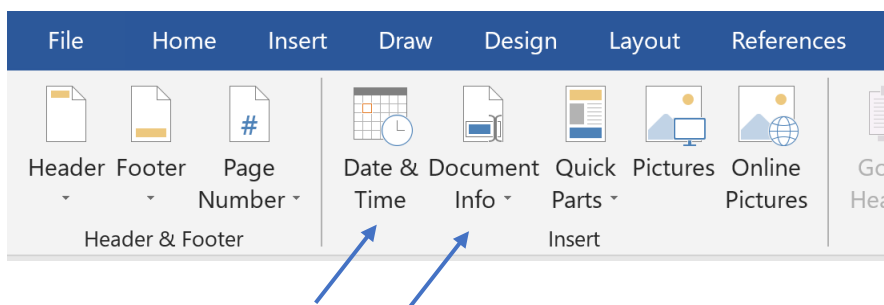 File Home Insert Draw Design Layout References
#
Header Footer Page Number
Date & Time Document Info Quick Parts Pictures Online Pictures
Header & Footer Insert